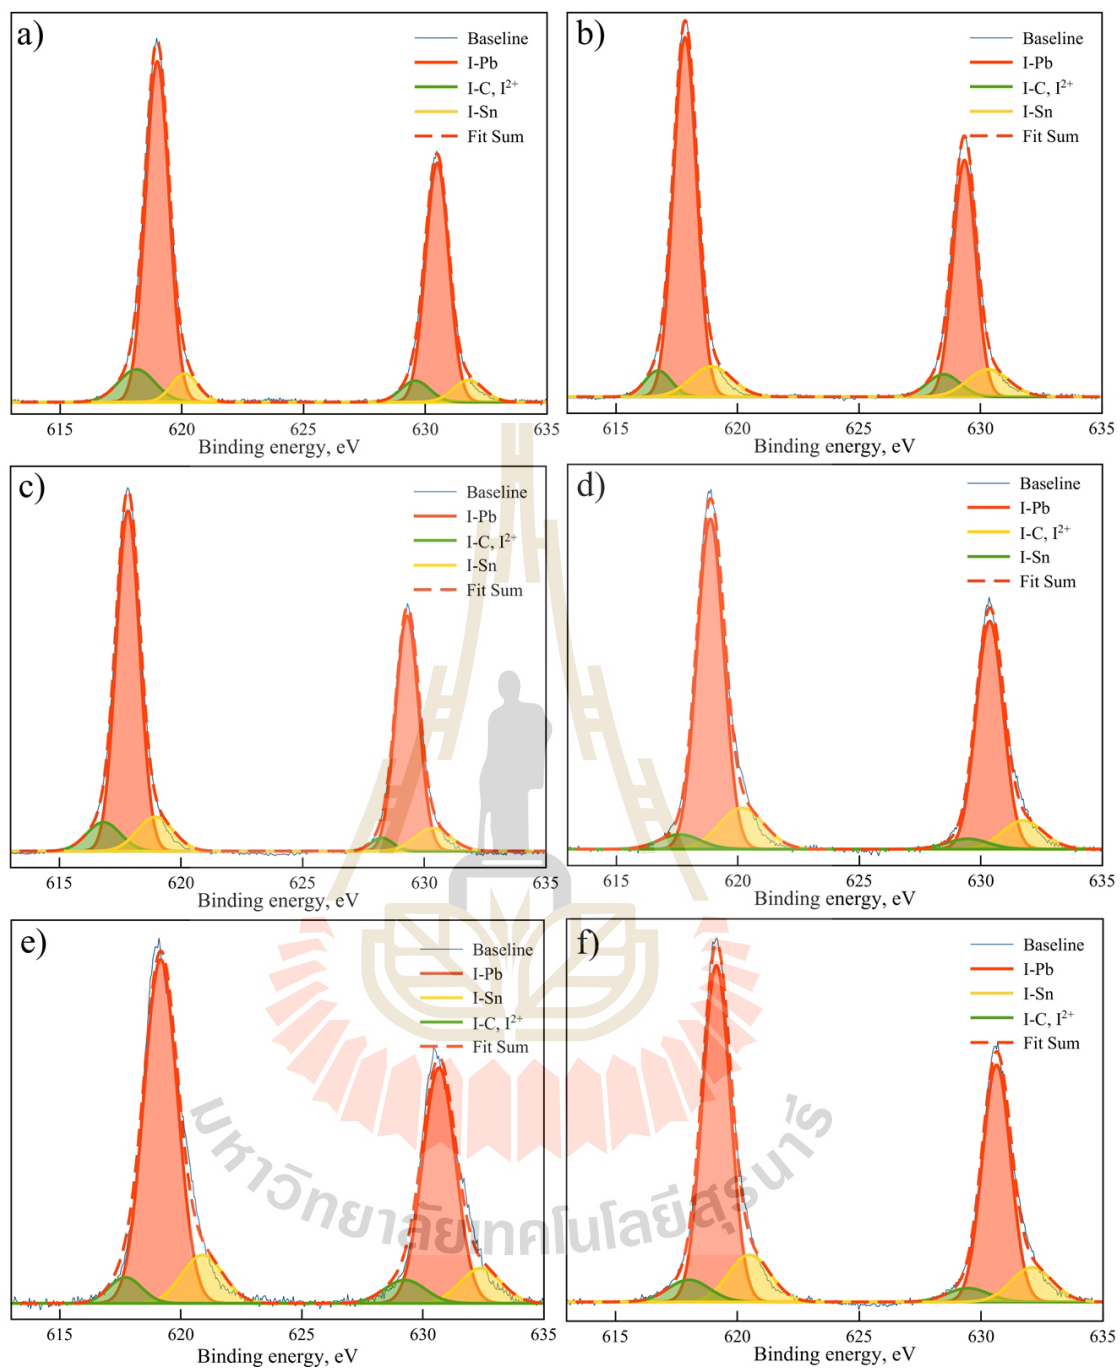 a)
Baseline
I-Pb
I-C, I²⁺
I-Sn
Fit Sum
615 620 625 630 635
Binding energy, eV
b)
Baseline
I-Pb
I-C, I²⁺
I-Sn
Fit Sum
615 620 625 630 635
Binding energy, eV
c)
Baseline
I-Pb
I-C, I²⁺
I-Sn
Fit Sum
615 620 625 630 635
Binding energy, eV
d)
Baseline
I-Pb
I-C, I²⁺
I-Sn
Fit Sum
615 620 625 630 635
Binding energy, eV
e)
Baseline
I-Pb
I-Sn
I-C, I²⁺
Fit Sum
615 620 625 630 635
Binding energy, eV
f)
Baseline
I-Pb
I-Sn
I-C, I²⁺
Fit Sum
615 620 625 630 635
Binding energy, eV
มหาวิทยาลัยเทคโนโลยีสุรนารี